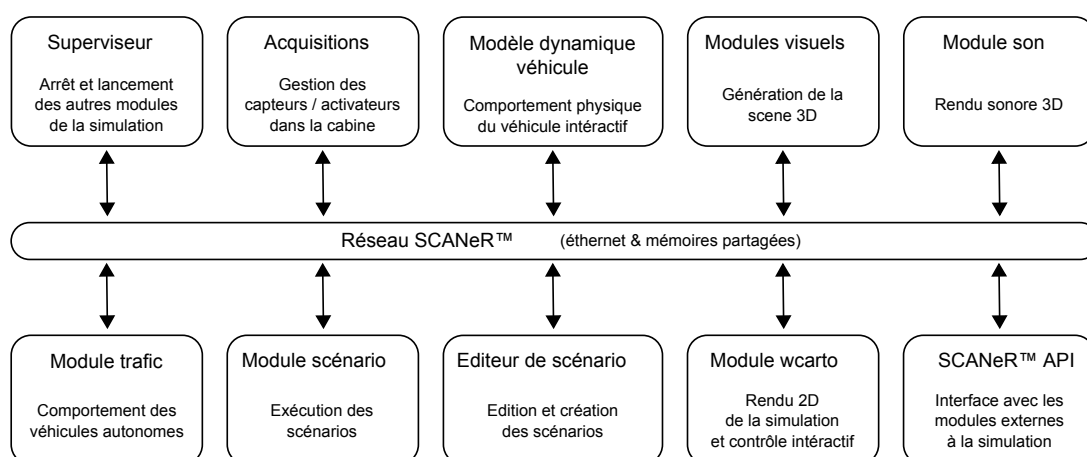 Superviseur
Arrêt et lancement
des autres modules
de la simulation
Acquisitions
Gestion des
capteurs / activateurs
dans la cabine
Modèle dynamique
véhicule
Comportement physique
du véhicule intéractif
Modules visuels
Génération de la
scene 3D
Module son
Rendu sonore 3D
Réseau SCANeR™ (éthernet & mémoires partagées)
Module trafic
Comportement des
véhicules autonomes
Module scénario
Exécution des
scénarios
Editeur de scénario
Edition et création
des scénarios
Module wcarto
Rendu 2D
de la simulation
et contrôle intéractif
SCANeR™ API
Interface avec les
modules externes
à la simulation